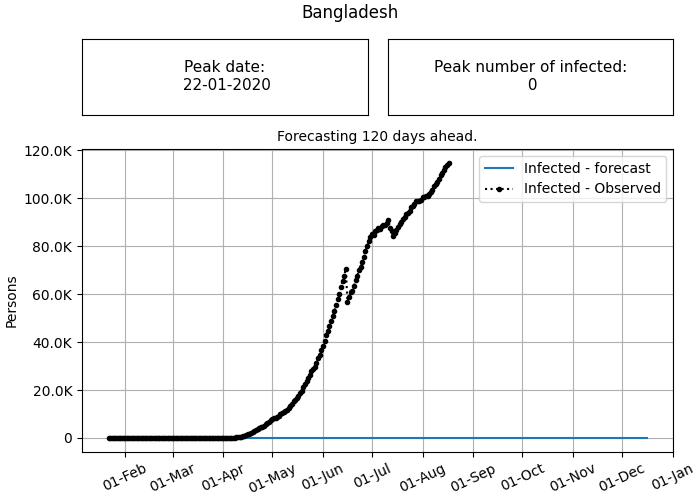 Bangladesh
Peak date:
22-01-2020
Peak number of infected:
0
Forecasting 120 days ahead.
120.0K
100.0K
80.0K
60.0K
40.0K
20.0K
0
Persons
Infected - forecast
Infected - Observed
01-Feb
01-Mar
01-Apr
01-May
01-Jun
01-Jul
01-Aug
01-Sep
01-Oct
01-Nov
01-Dec
01-Jan